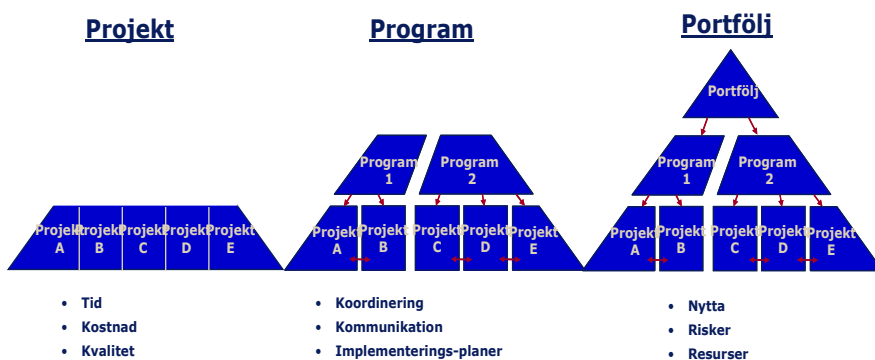 Projekt
Projekt
A
Projekt
B
Projekt
C
Projekt
D
Projekt
E
• Tid
• Kostnad
• Kvalitet
Program
Program
1
Program
2
Projekt
A
Projekt
B
Projekt
C
Projekt
D
Projekt
E
• Koordinering
• Kommunikation
• Implementerings-planer
Portfölj
Portfölj
Program
1
Program
2
Projekt
A
Projekt
B
Projekt
C
Projekt
D
Projekt
E
• Nytta
• Risker
• Resurser